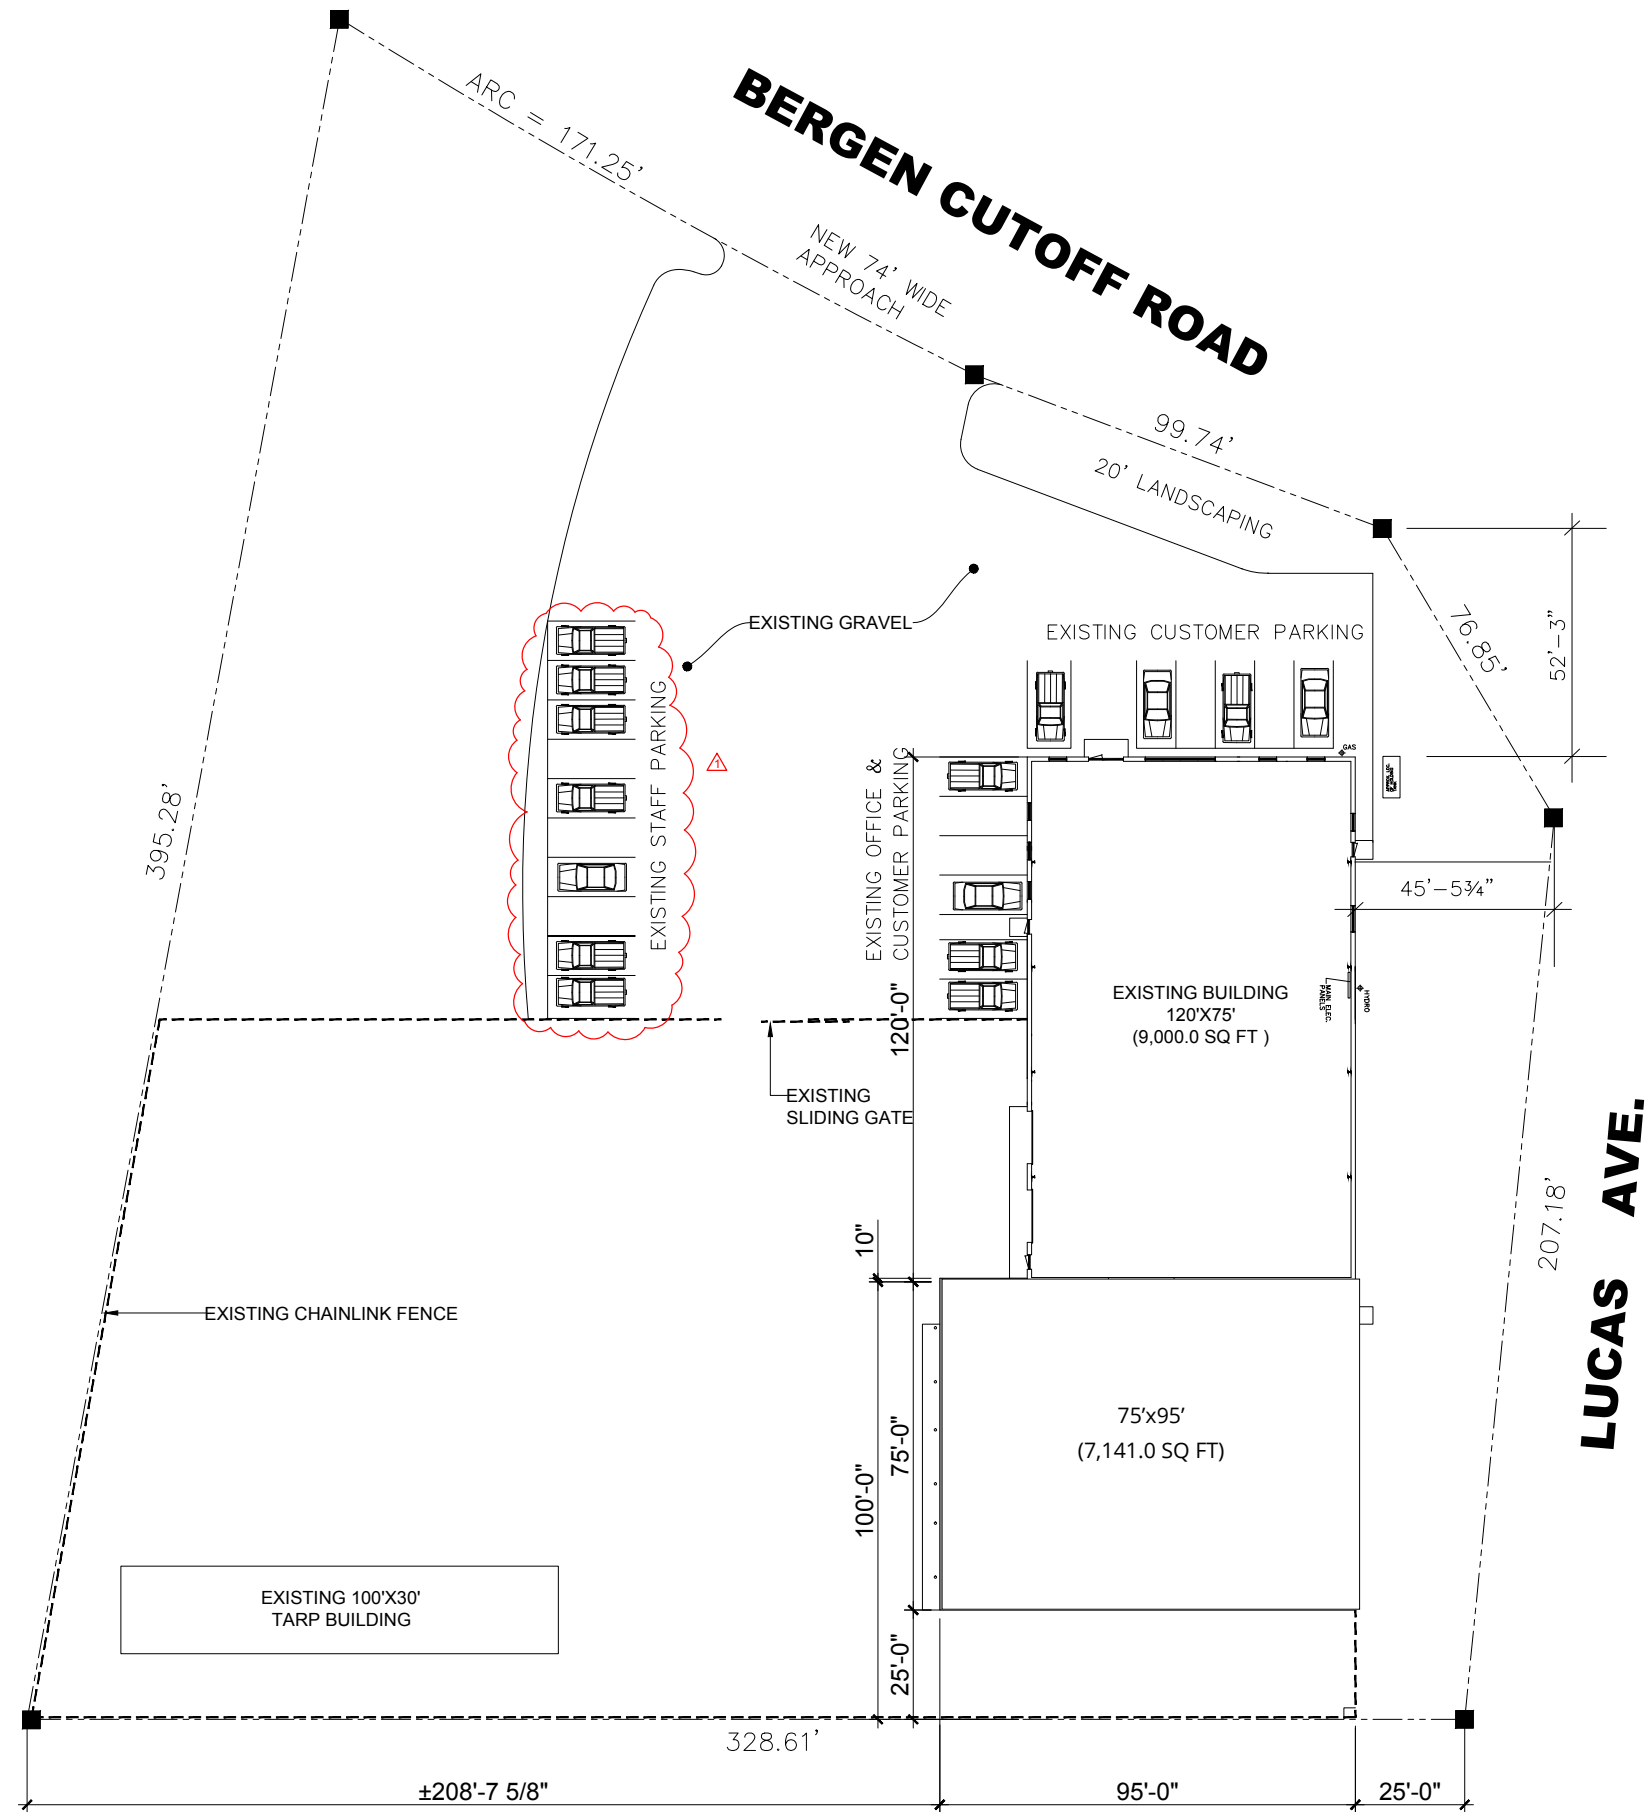 BERGEN CUTOFF ROAD
ARC = 171.25'
NEW 74' WIDE
APPROACH
99.74'
20' LANDSCAPING
76.85'
52'-3"
EXISTING GRAVEL
EXISTING CUSTOMER PARKING
GAS
EXISTING STAFF PARKING
1
EXISTING OFFICE &
CUSTOMER PARKING
395.28'
45'-5¾"
120'-0"
EXISTING BUILDING
120'X75'
(9,000.0 SQ FT )
MAIN ELEC.
PANELS
HYDRO
EXISTING
SLIDING GATE
LUCAS AVE.
207.18'
10"
EXISTING CHAINLINK FENCE
75'x95'
(7,141.0 SQ FT)
75'-0"
100'-0"
EXISTING 100'X30'
TARP BUILDING
25'-0"
328.61'
±208'-7 5/8"
95'-0"
25'-0"